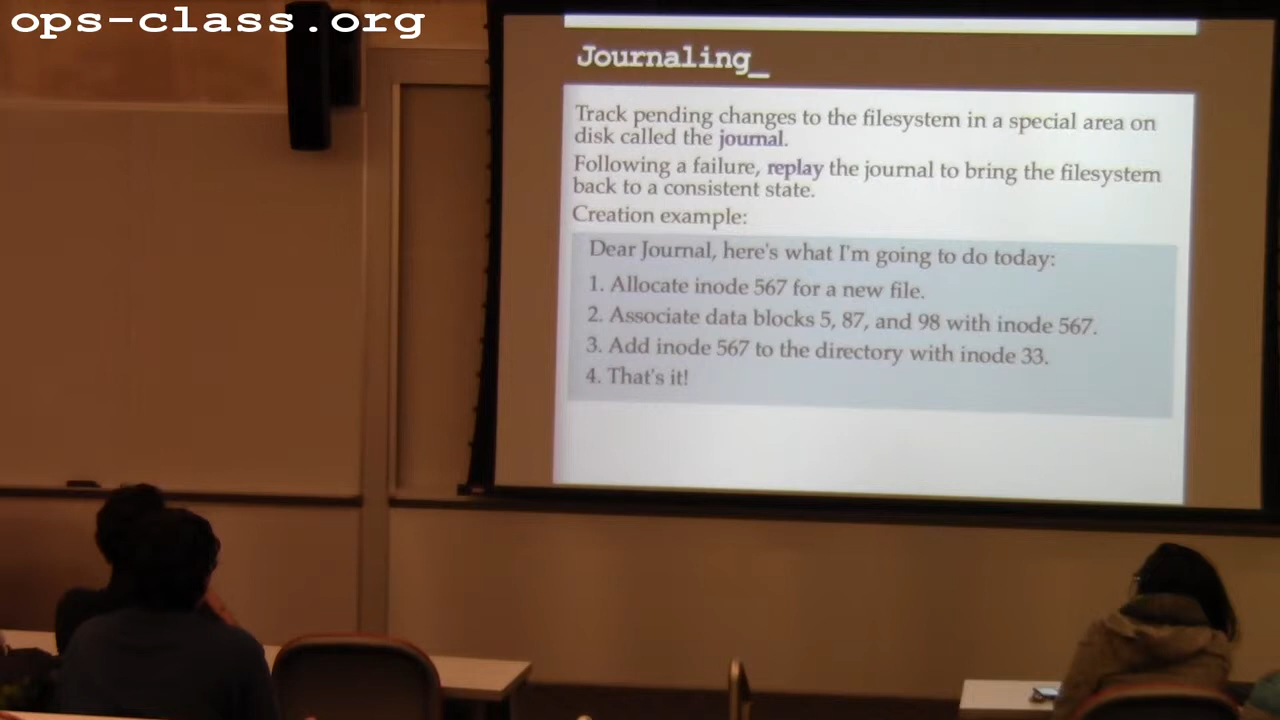 ops-class.org
Journaling_
Track pending changes to the filesystem in a special area on
disk called the journal.
Following a failure, replay the journal to bring the filesystem
back to a consistent state.
Creation example:
Dear Journal, here's what I'm going to do today:
1. Allocate inode 567 for a new file.
2. Associate data blocks 5, 87, and 98 with inode 567.
3. Add inode 567 to the directory with inode 33.
4. That's it!